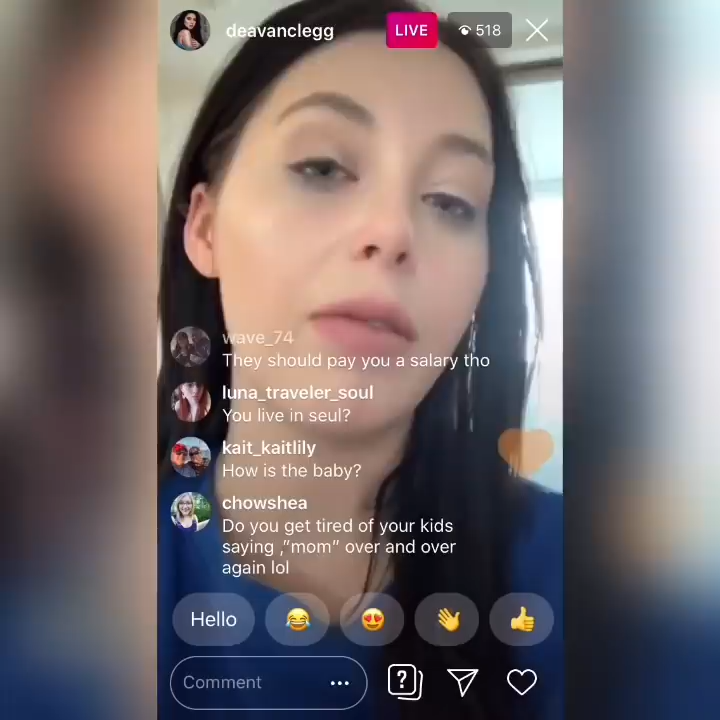 deavanclegg
LIVE
518
wave_74
They should pay you a salary tho
luna_traveler_soul
You live in seul?
kait_kaitlily
How is the baby?
chowshea
Do you get tired of your kids
saying ,”mom” over and over
again lol
Hello
Comment
?